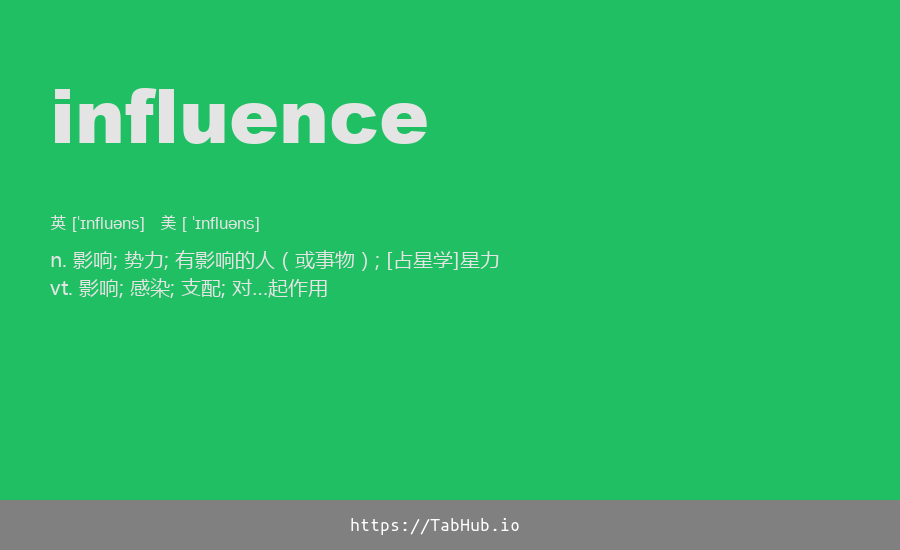 influence
英 [ˈɪnfluəns] 美 [ ˈɪnfluəns]
n. 影响; 势力; 有影响的人（或事物）; [占星学]星力
vt. 影响; 感染; 支配; 对…起作用
https://TabHub.io